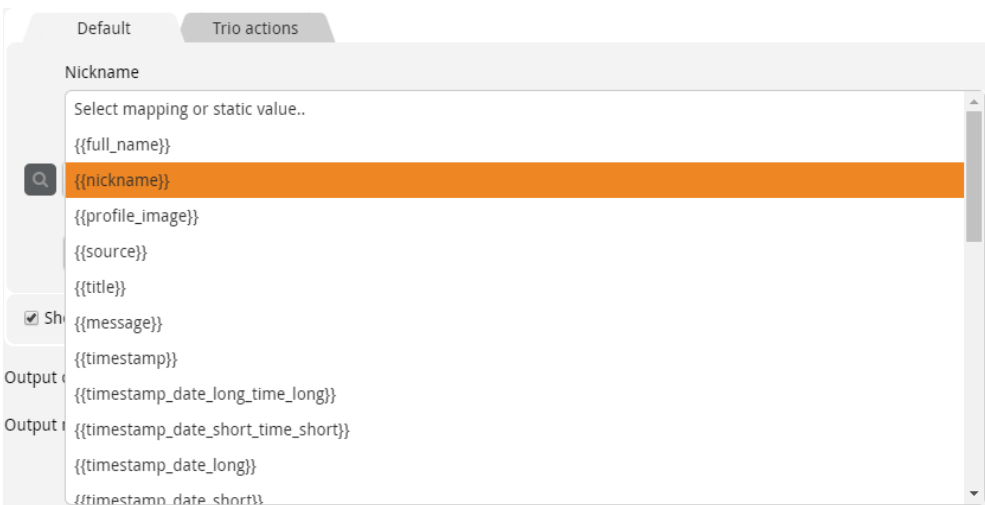 Default
Trio actions
Nickname
Select mapping or static value..
{{full_name}}
{{nickname}}
{{profile_image}}
{{source}}
{{title}}
{{message}}
{{timestamp}}
{{timestamp_date_long_time_long}}
{{timestamp_date_short_time_short}}
{{timestamp_date_long}}
{{timestamp_date_short}}
Output
Output